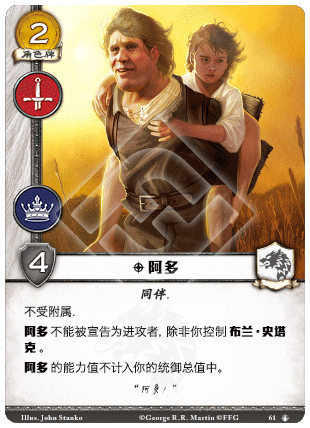 2
角色牌
4
阿多
同伴.
不受附属.
阿多 不能被宣告为进攻者, 除非你控制 布兰·史塔
克 。
阿多 的能力值不计入你的统御总值中。
“阿多!”
Illus. John Stanko ©George R.R. Martin ©FFG 61